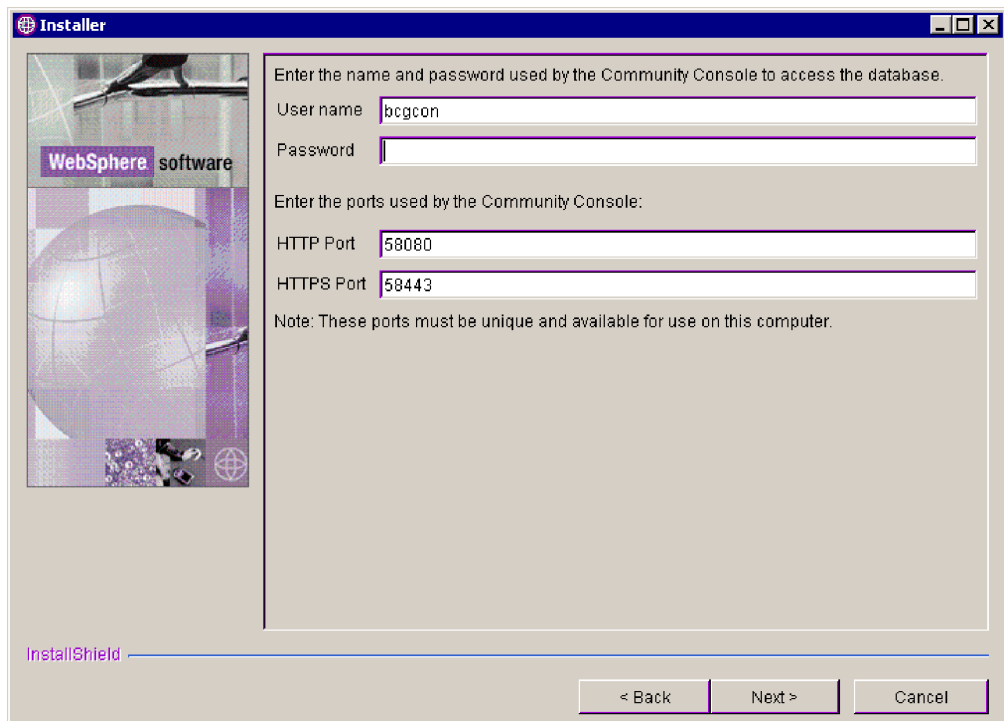 Installer
WebSphere software
Enter the name and password used by the Community Console to access the database.
User name bcgcon
Password
Enter the ports used by the Community Console:
HTTP Port 58080
HTTPS Port 58443
Note: These ports must be unique and available for use on this computer.
InstallShield
< Back Next > Cancel